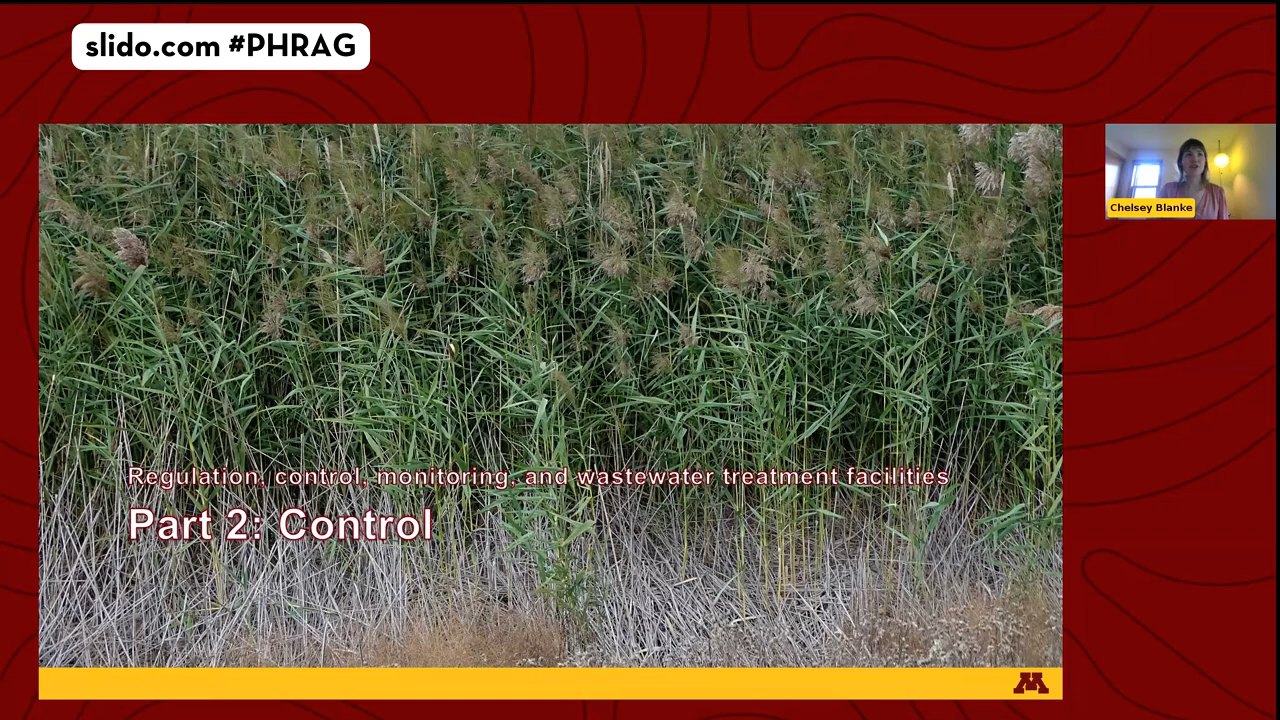 slido.com #PHRAG
Chelsey Blanke
Regulation, control, monitoring, and wastewater treatment facilities
Part 2: Control
M